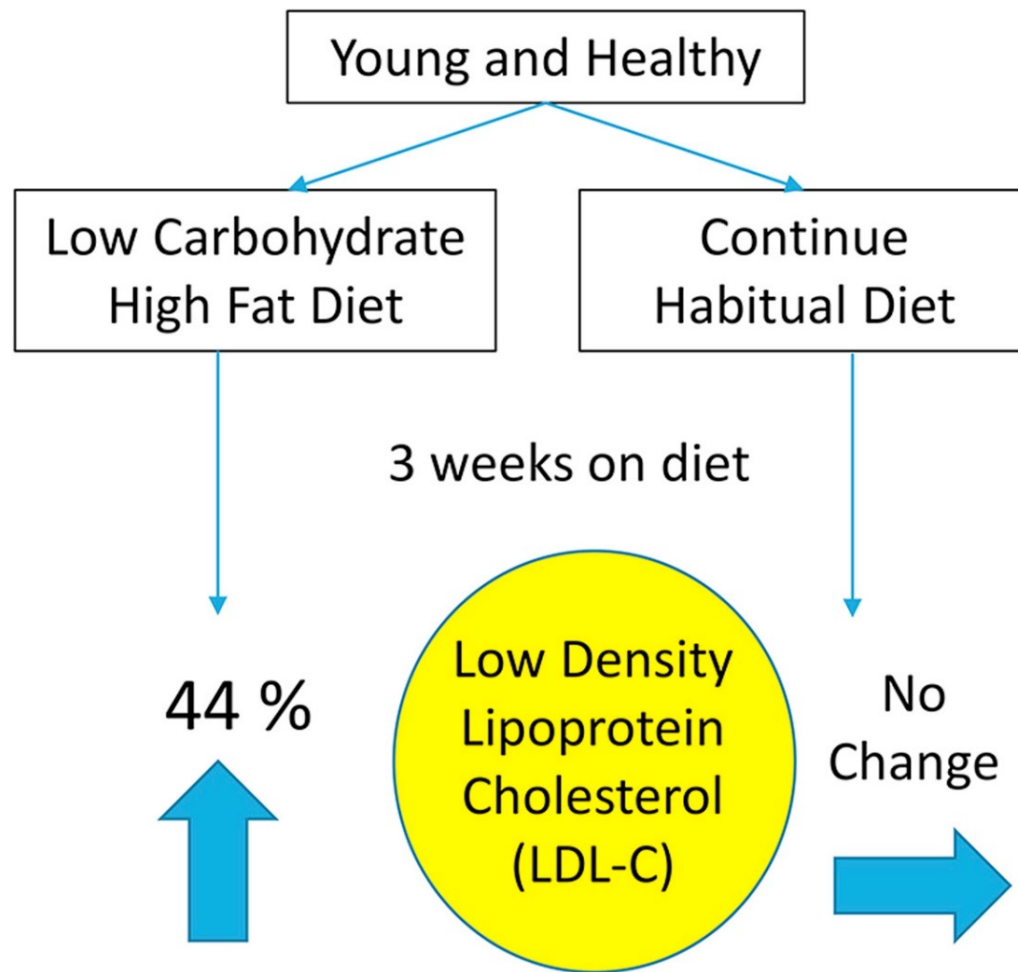 Young and Healthy
Low Carbohydrate
High Fat Diet
Continue
Habitual Diet
3 weeks on diet
44 %
Low Density
Lipoprotein
Cholesterol
(LDL-C)
No
Change